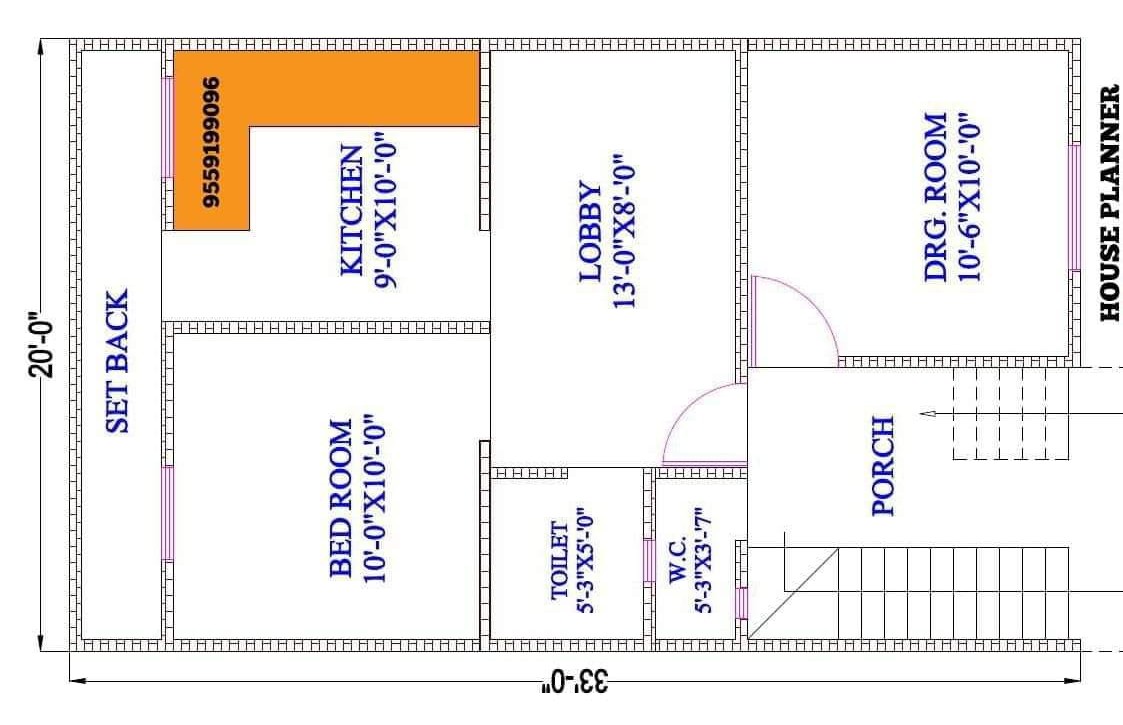 20'-0"
SET BACK
9559199096
KITCHEN
9'-0"X10'-'0"
BED ROOM
10'-0"X10'-'0"
LOBBY
13'-0"X8'-'0"
TOILET
5'-3"X5'-'0"
W.C.
5'-3"X3'-'7"
DRG. ROOM
10'-6"X10'-'0"
PORCH
HOUSE PLANNER
33'-0"